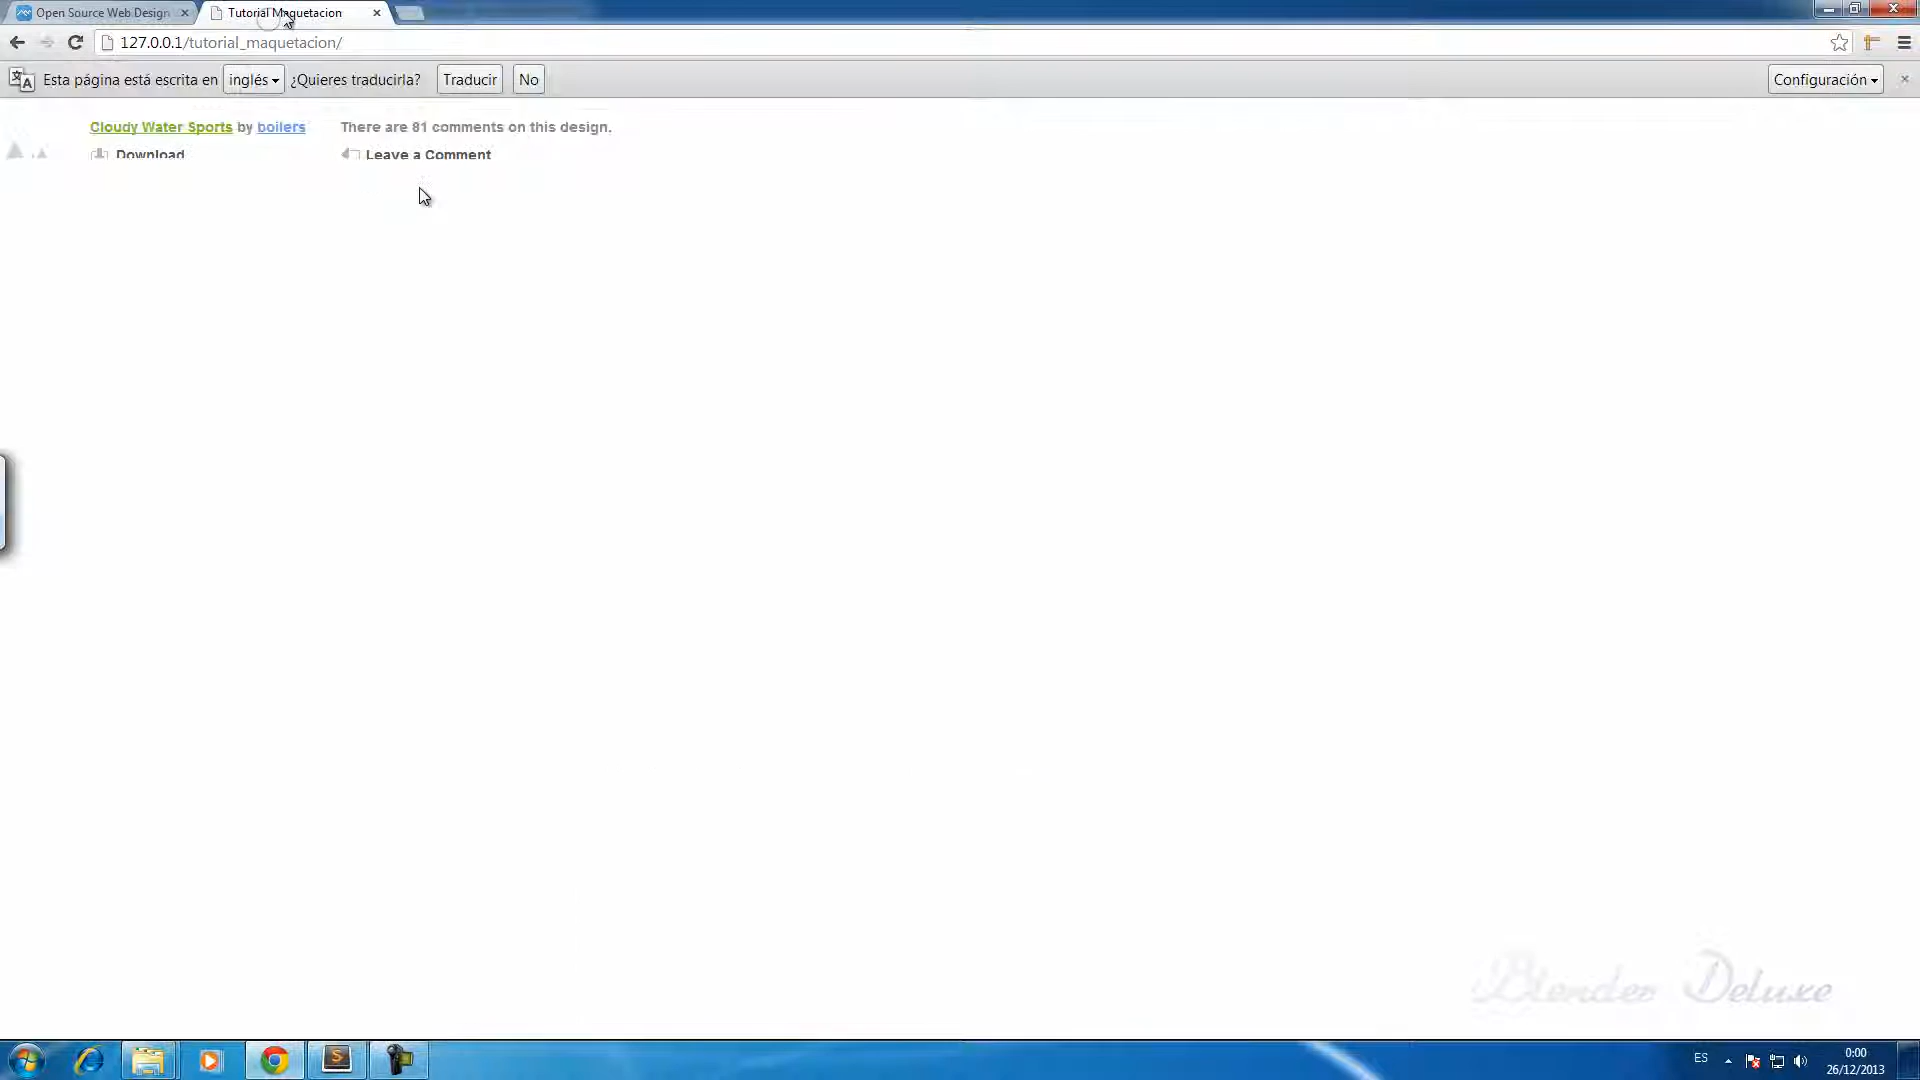 Open Source Web Design
Tutorial Maquetacion
127.0.0.1/tutorial_maquetacion/
Esta página está escrita en inglés ¿Quieres traducirla? Traducir No Configuración
Cloudy Water Sports by boilers There are 81 comments on this design.
Download Leave a Comment
Blender Deluxe
ES
0:00
26/12/2013